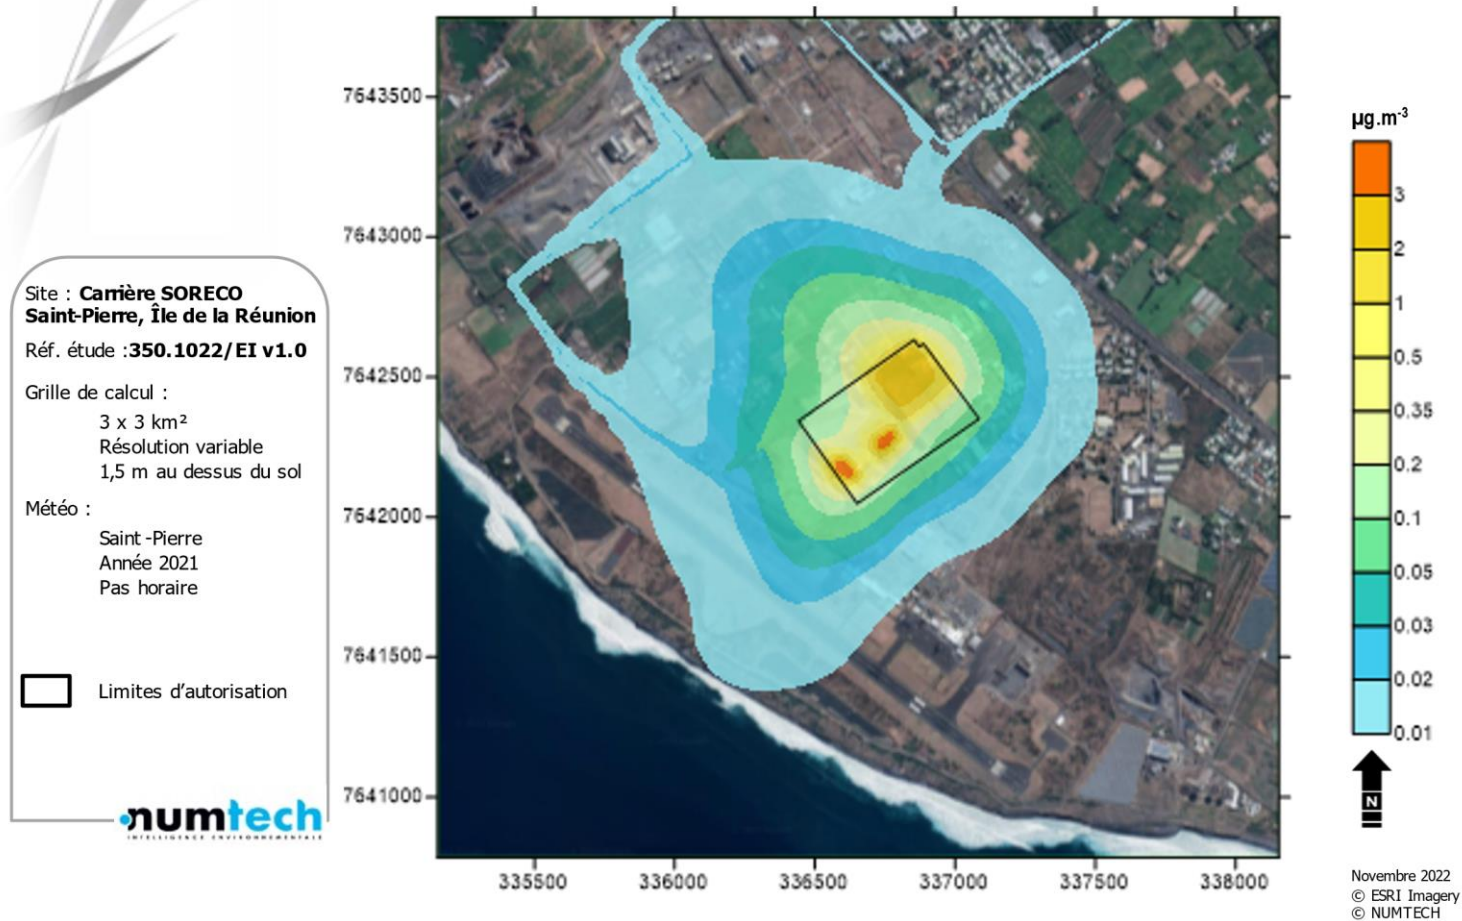 Site : Carrière SORECO
Saint-Pierre, Île de la Réunion
Réf. étude :350.1022/EI v1.0
Grille de calcul :
3 x 3 km²
Résolution variable
1,5 m au dessus du sol
Météo :
Saint-Pierre
Année 2021
Pas horaire
Limites d'autorisation
numtech
INTELLIGENCE ENVIRONNEMENTALE
7643500
7643000
7642500
7642000
7641500
7641000
335500 336000 336500 337000 337500 338000
µg.m-3
3
2
1
0.5
0.35
0.2
0.1
0.05
0.03
0.02
0.01
N
Novembre 2022
© ESRI Imagery
© NUMTECH